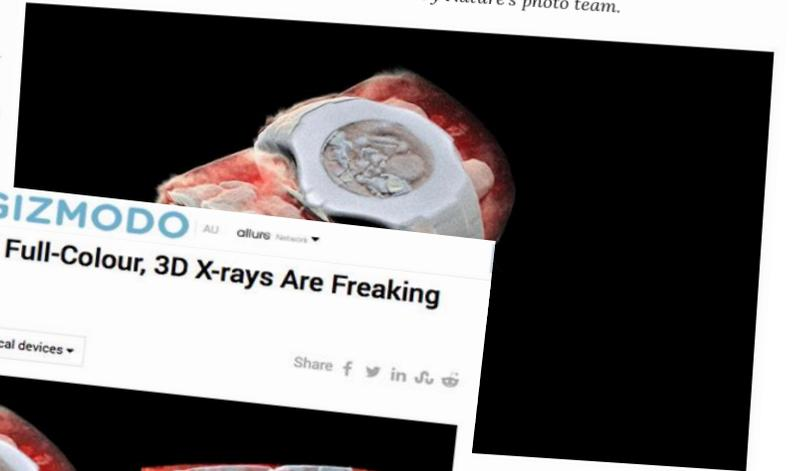 Nature's photo team.
GIZMODO AU allure Network
Full-Colour, 3D X-rays Are Freaking
cal devices
Share